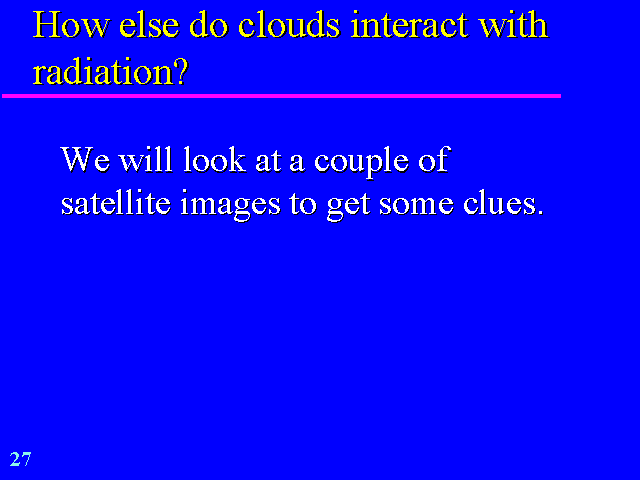 How else do clouds interact with
radiation?
We will look at a couple of
satellite images to get some clues.
27